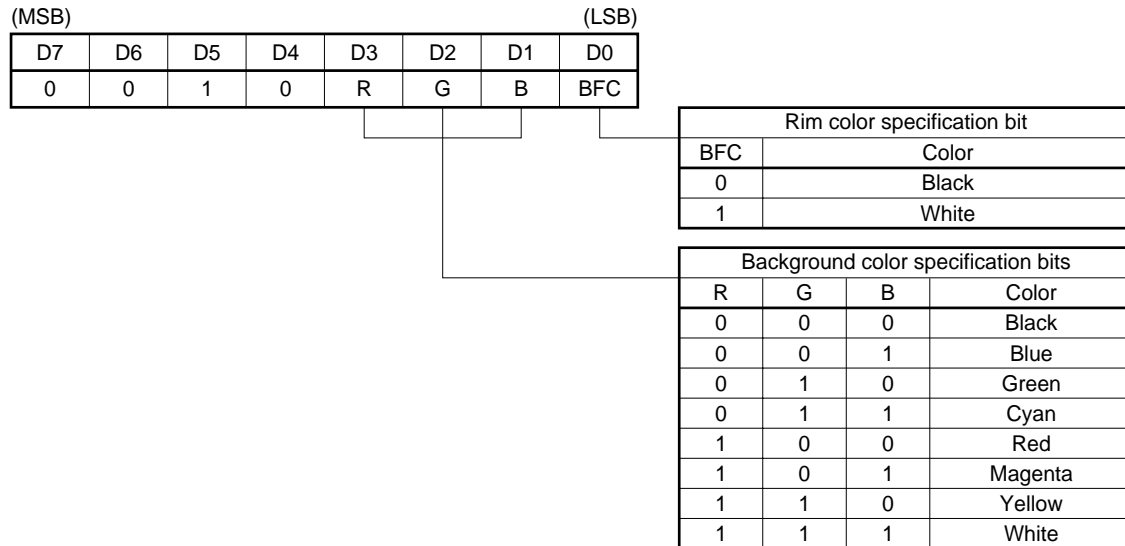 (MSB) (LSB)
D7 D6 D5 D4 D3 D2 D1 D0
0 0 1 0 R G B BFC
Rim color specification bit
BFC Color
0 Black
1 White
Background color specification bits
R G B Color
0 0 0 Black
0 0 1 Blue
0 1 0 Green
0 1 1 Cyan
1 0 0 Red
1 0 1 Magenta
1 1 0 Yellow
1 1 1 White